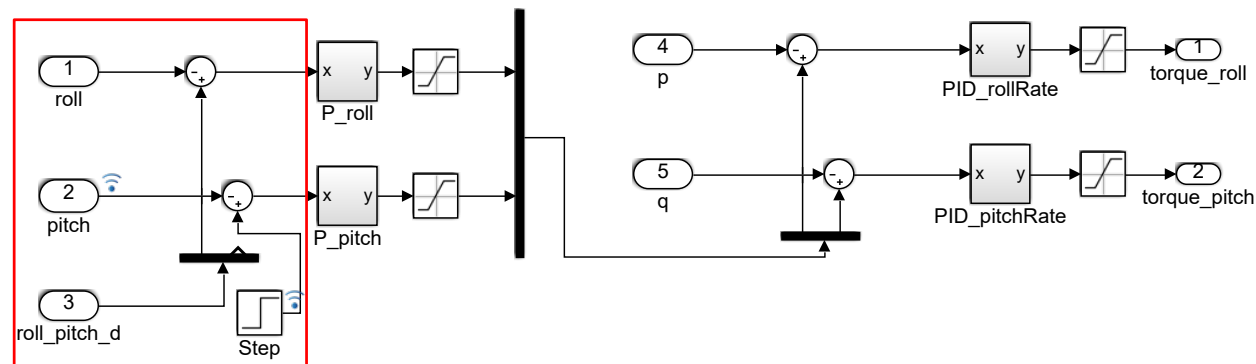 1
roll
- +
x y
P_roll
4
p
- +
x y
PID_rollRate
1
torque_roll
2
pitch
- +
x y
P_pitch
5
q
- +
x y
PID_pitchRate
2
torque_pitch
3
roll_pitch_d
Step